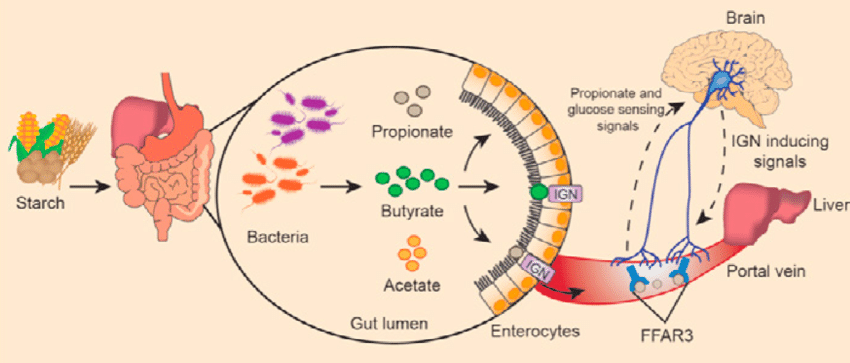 Starch
Bacteria
Propionate
Butyrate
Acetate
Gut lumen
IGN
IGN
Enterocytes
Brain
Propionate and
glucose sensing
signals
IGN inducing
signals
Liver
Portal vein
FFAR3